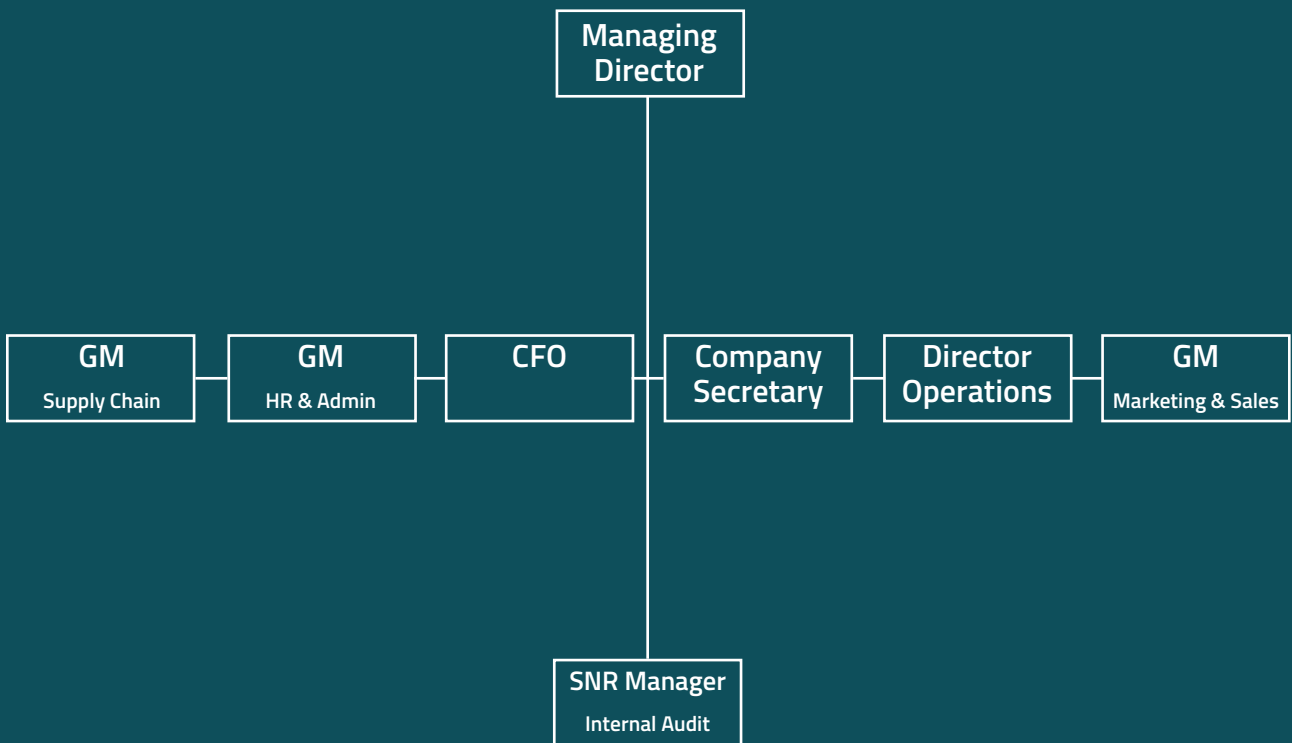 Managing
Director
GM
Supply Chain
GM
HR & Admin
CFO
Company
Secretary
Director
Operations
GM
Marketing & Sales
SNR Manager
Internal Audit